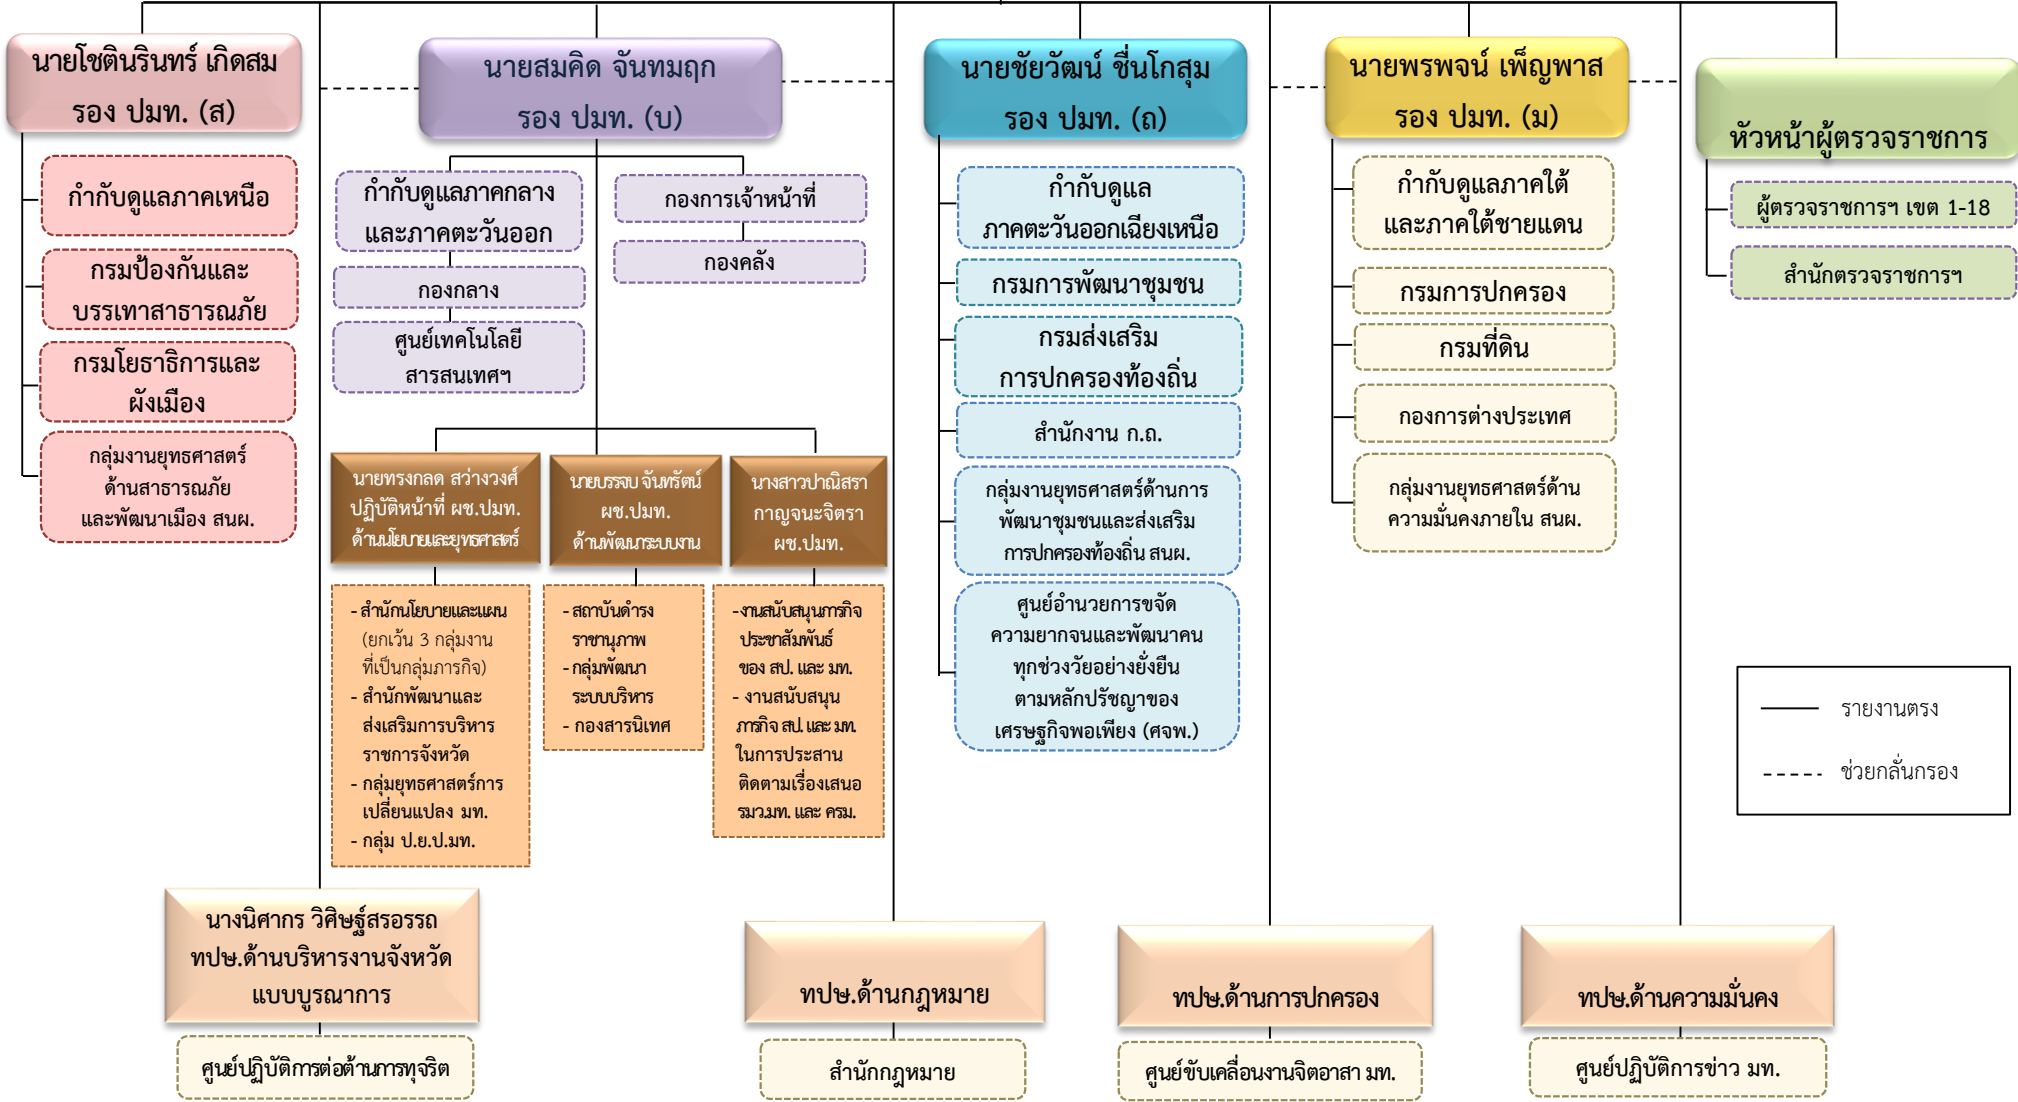 นายโชตินรินทร์ เกิดสม
รอง ปมท. (ส)
กำกับดูแลภาคเหนือ
กรมป้องกันและ
บรรเทาสาธารณภัย
กรมโยธาธิการและ
ผังเมือง
กลุ่มงานยุทธศาสตร์
ด้านสาธารณภัย
และพัฒนาเมือง สนผ.
นายสมคิด จันทมฤก
รอง ปมท. (บ)
กำกับดูแลภาคกลาง
และภาคตะวันออก
กองกลาง
ศูนย์เทคโนโลยี
สารสนเทศฯ
กองการเจ้าหน้าที่
กองคลัง
นายทรงกลด สว่างวงศ์
ปฏิบัติหน้าที่ ผช.ปมท.
ด้านนโยบายและยุทธศาสตร์
- สำนักนโยบายและแผน
(ยกเว้น 3 กลุ่มงาน
ที่เป็นกลุ่มภารกิจ)
- สำนักพัฒนาและ
ส่งเสริมการบริหาร
ราชการจังหวัด
- กลุ่มยุทธศาสตร์การ
เปลี่ยนแปลง มท.
- กลุ่ม ป.ย.ป.มท.
นายบรรจบ จันทรัตน์
ผช.ปมท.
ด้านพัฒนาระบบงาน
- สถาบันดำรง
ราชานุภาพ
- กลุ่มพัฒนา
ระบบบริหาร
- กองสารนิเทศ
นางสาวปาณิสรา
กาญจนะจิตรา
ผช.ปมท.
- งานสนับสนุนภารกิจ
ประชาสัมพันธ์
ของ สป. และ มท.
- งานสนับสนุน
ภารกิจ สป. และ มท.
ในการประสาน
ติดตามเรื่องเสนอ
รมว.มท. และ ครม.
นายชัยวัฒน์ ชื่นโกสุม
รอง ปมท. (ถ)
กำกับดูแล
ภาคตะวันออกเฉียงเหนือ
กรมการพัฒนาชุมชน
กรมส่งเสริม
การปกครองท้องถิ่น
สำนักงาน ก.ถ.
กลุ่มงานยุทธศาสตร์ด้านการ
พัฒนาชุมชนและส่งเสริม
การปกครองท้องถิ่น สนผ.
ศูนย์อำนวยการขจัด
ความยากจนและพัฒนาคน
ทุกช่วงวัยอย่างยั่งยืน
ตามหลักปรัชญาของ
เศรษฐกิจพอเพียง (ศจพ.)
นายพรพจน์ เพ็ญพาส
รอง ปมท. (ม)
กำกับดูแลภาคใต้
และภาคใต้ชายแดน
กรมการปกครอง
กรมที่ดิน
กองการต่างประเทศ
กลุ่มงานยุทธศาสตร์ด้าน
ความมั่นคงภายใน สนผ.
หัวหน้าผู้ตรวจราชการ
ผู้ตรวจราชการฯ เขต 1-18
สำนักตรวจราชการฯ
รายงานตรง
ช่วยกลั่นกรอง
นางนิศากร วิศิษฐ์สรอรรถ
ทปษ.ด้านบริหารงานจังหวัด
แบบบูรณาการ
ศูนย์ปฏิบัติการต่อต้านการทุจริต
ทปษ.ด้านกฎหมาย
สำนักกฎหมาย
ทปษ.ด้านการปกครอง
ศูนย์ขับเคลื่อนงานจิตอาสา มท.
ทปษ.ด้านความมั่นคง
ศูนย์ปฏิบัติการข่าว มท.